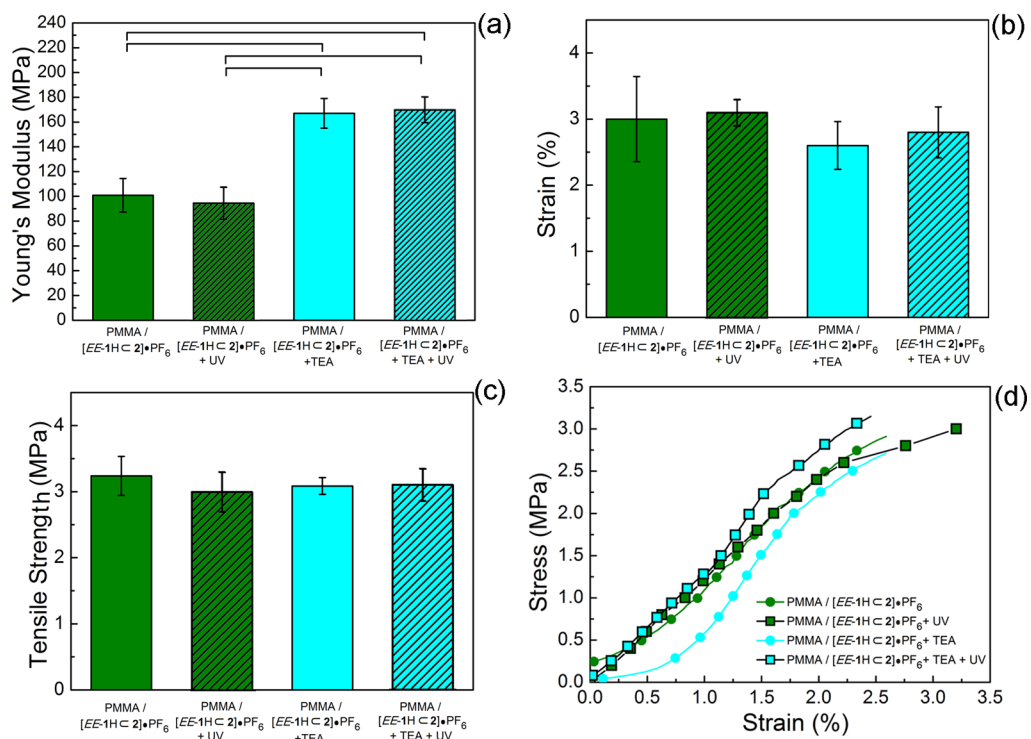 (a)
Young's Modulus (MPa)
240
220
200
180
160
140
120
100
80
60
40
20
0
PMMA / PMMA / PMMA / PMMA /
[EE-1H⊂2]•PF6 [EE-1H⊂2]•PF6 [EE-1H⊂2]•PF6 [EE-1H⊂2]•PF6
+ UV +TEA + TEA + UV
(b)
Strain (%)
4
3
2
1
0
PMMA / PMMA / PMMA / PMMA /
[EE-1H⊂2]•PF6 [EE-1H⊂2]•PF6 [EE-1H⊂2]•PF6 [EE-1H⊂2]•PF6
+ UV +TEA + TEA + UV
(c)
Tensile Strength (MPa)
4
3
2
1
0
PMMA / PMMA / PMMA / PMMA /
[EE-1H⊂2]•PF6 [EE-1H⊂2]•PF6 [EE-1H⊂2]•PF6 [EE-1H⊂2]•PF6
+ UV +TEA + TEA + UV
(d)
Stress (MPa)
3.5
3.0
2.5
2.0
1.5
1.0
0.5
0.0
PMMA / [EE-1H⊂2]•PF6
PMMA / [EE-1H⊂2]•PF6+ UV
PMMA / [EE-1H⊂2]•PF6+ TEA
PMMA / [EE-1H⊂2]•PF6+ TEA + UV
0.0 0.5 1.0 1.5 2.0 2.5 3.0 3.5
Strain (%)